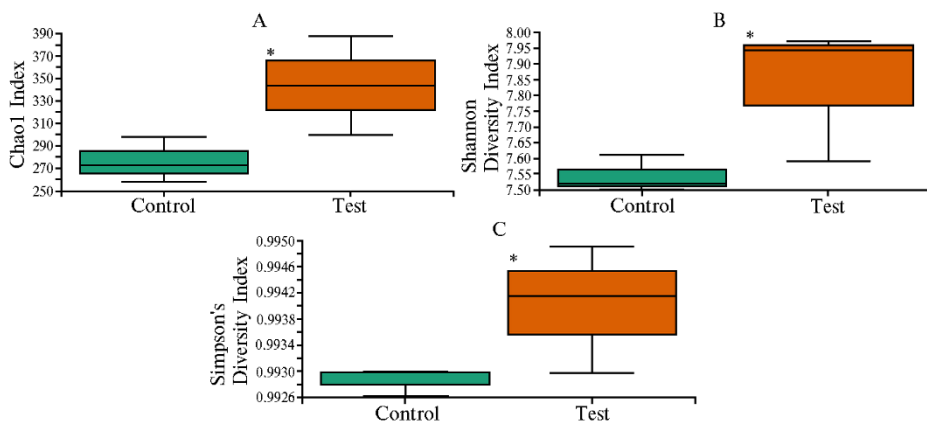 A
Chao1 Index
390
370
350
330
310
290
270
250
*
Control
Test
B
Shannon
Diversity Index
8.00
7.95
7.90
7.85
7.80
7.75
7.70
7.65
7.60
7.55
7.50
*
Control
Test
C
Simpson's
Diversity Index
0.9950
0.9946
0.9942
0.9938
0.9934
0.9930
0.9926
*
Control
Test